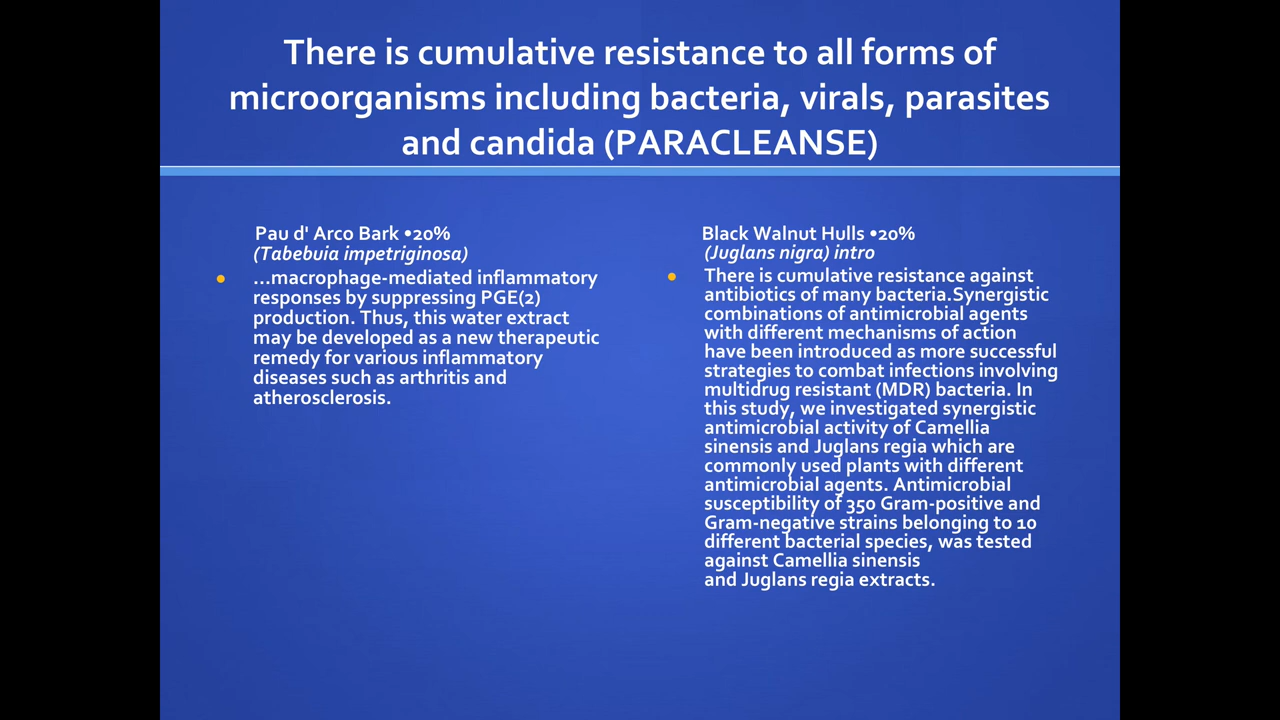 There is cumulative resistance to all forms of
microorganisms including bacteria, virals, parasites
and candida (PARACLEANSE)
Pau d' Arco Bark •20%
(Tabebuia impetriginosa)
• ...macrophage-mediated inflammatory
responses by suppressing PGE(2)
production. Thus, this water extract
may be developed as a new therapeutic
remedy for various inflammatory
diseases such as arthritis and
atherosclerosis.
Black Walnut Hulls •20%
(Juglans nigra) intro
• There is cumulative resistance against
antibiotics of many bacteria.Synergistic
combinations of antimicrobial agents
with different mechanisms of action
have been introduced as more successful
strategies to combat infections involving
multidrug resistant (MDR) bacteria. In
this study, we investigated synergistic
antimicrobial activity of Camellia
sinensis and Juglans regia which are
commonly used plants with different
antimicrobial agents. Antimicrobial
susceptibility of 350 Gram-positive and
Gram-negative strains belonging to 10
different bacterial species, was tested
against Camellia sinensis
and Juglans regia extracts.